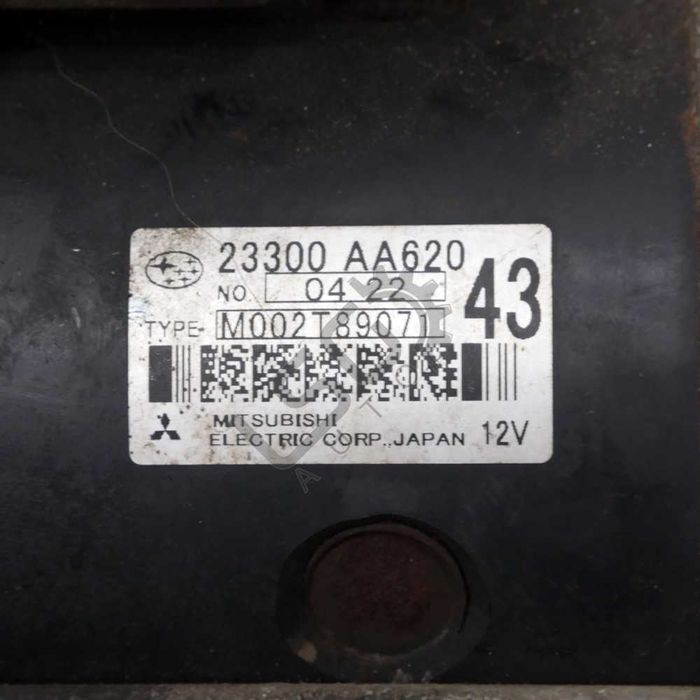 23300 AA620
NO. 04 22
43
TYPE- M002T89071
MITSUBISHI
ELECTRIC CORP., JAPAN 12V